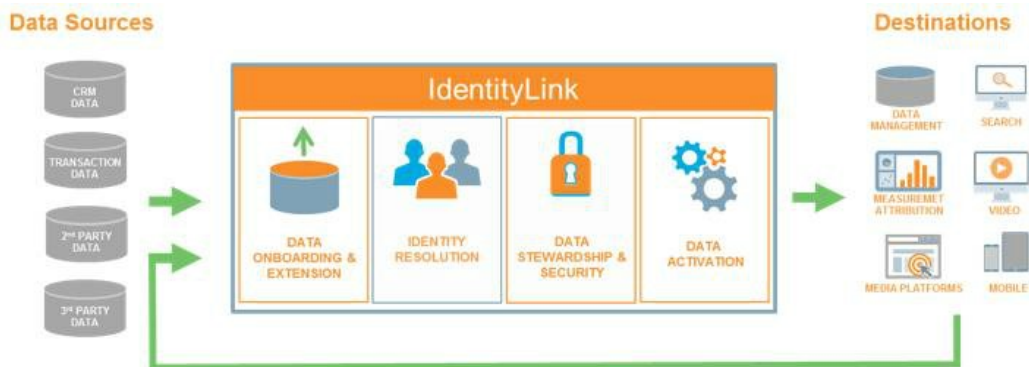 Data Sources
Destinations
CRM
DATA
TRANSACTION
DATA
2nd PARTY
DATA
3rd PARTY
DATA
IdentityLink
DATA
ONBOARDING &
EXTENSION
IDENTITY
RESOLUTION
DATA
STEWARDSHIP &
SECURITY
DATA
ACTIVATION
DATA
MANAGEMENT
SEARCH
MEASUREMET
ATTRIBUTION
VIDEO
MEDIA PLATFORMS
MOBILE